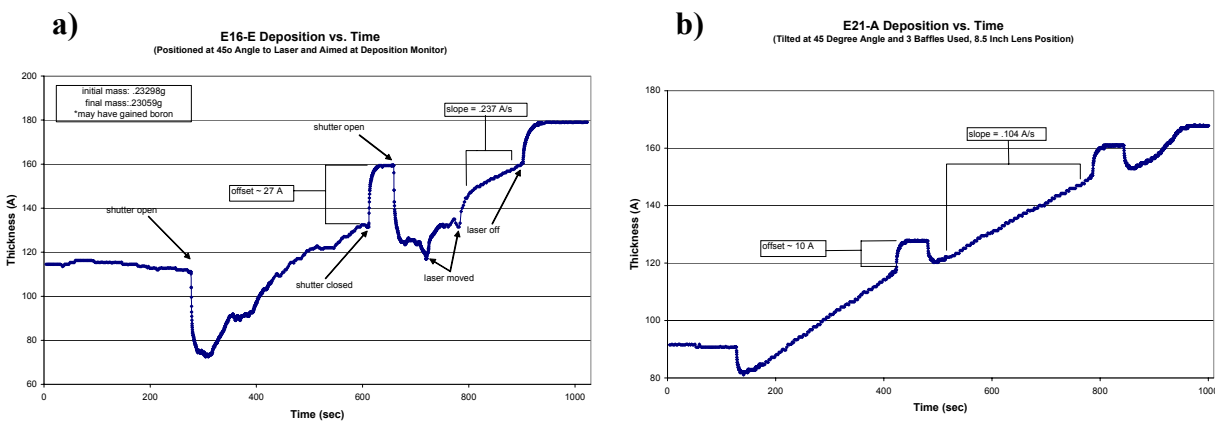 a)
E16-E Deposition vs. Time
(Positioned at 45o Angle to Laser and Aimed at Deposition Monitor)
initial mass: .23298g
final mass:.23059g
*may have gained boron
slope = .237 A/s
shutter open
offset ~ 27 A
shutter open
laser off
shutter closed
laser moved
Thickness (A)
200
180
160
140
120
100
80
60
0
200
400
600
800
1000
Time (sec)
b)
E21-A Deposition vs. Time
(Tilted at 45 Degree Angle and 3 Baffles Used, 8.5 Inch Lens Position)
slope = .104 A/s
offset ~ 10 A
Thickness (A)
180
160
140
120
100
80
0
200
400
600
800
1000
Time (sec)